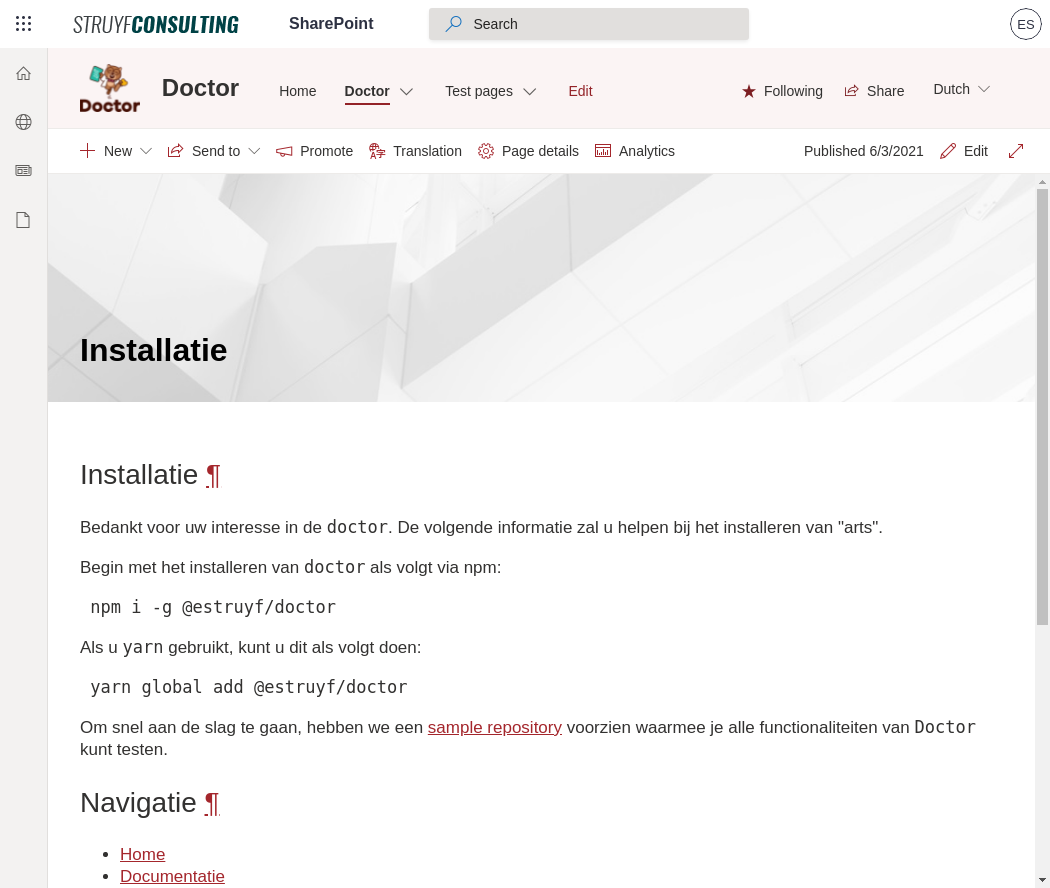 STRUYFCONSULTING SharePoint Search ES
Doctor Doctor Home Doctor Test pages Edit Following Share Dutch
New Send to Promote Translation Page details Analytics Published 6/3/2021 Edit
Installatie
Installatie ¶
Bedankt voor uw interesse in de doctor. De volgende informatie zal u helpen bij het installeren van "arts".
Begin met het installeren van doctor als volgt via npm:
npm i -g @estruyf/doctor
Als u yarn gebruikt, kunt u dit als volgt doen:
yarn global add @estruyf/doctor
Om snel aan de slag te gaan, hebben we een sample repository voorzien waarmee je alle functionaliteiten van Doctor
kunt testen.
Navigatie ¶
• Home
• Documentatie